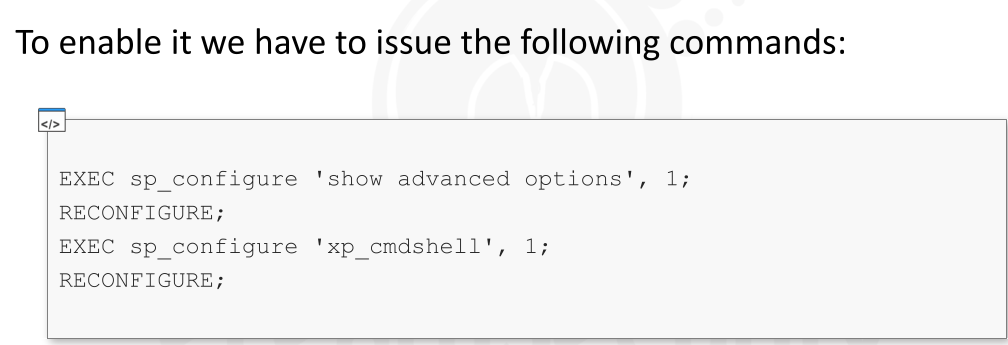 To enable it we have to issue the following commands:
</>
EXEC sp_configure 'show advanced options', 1;
RECONFIGURE;
EXEC sp_configure 'xp_cmdshell', 1;
RECONFIGURE;